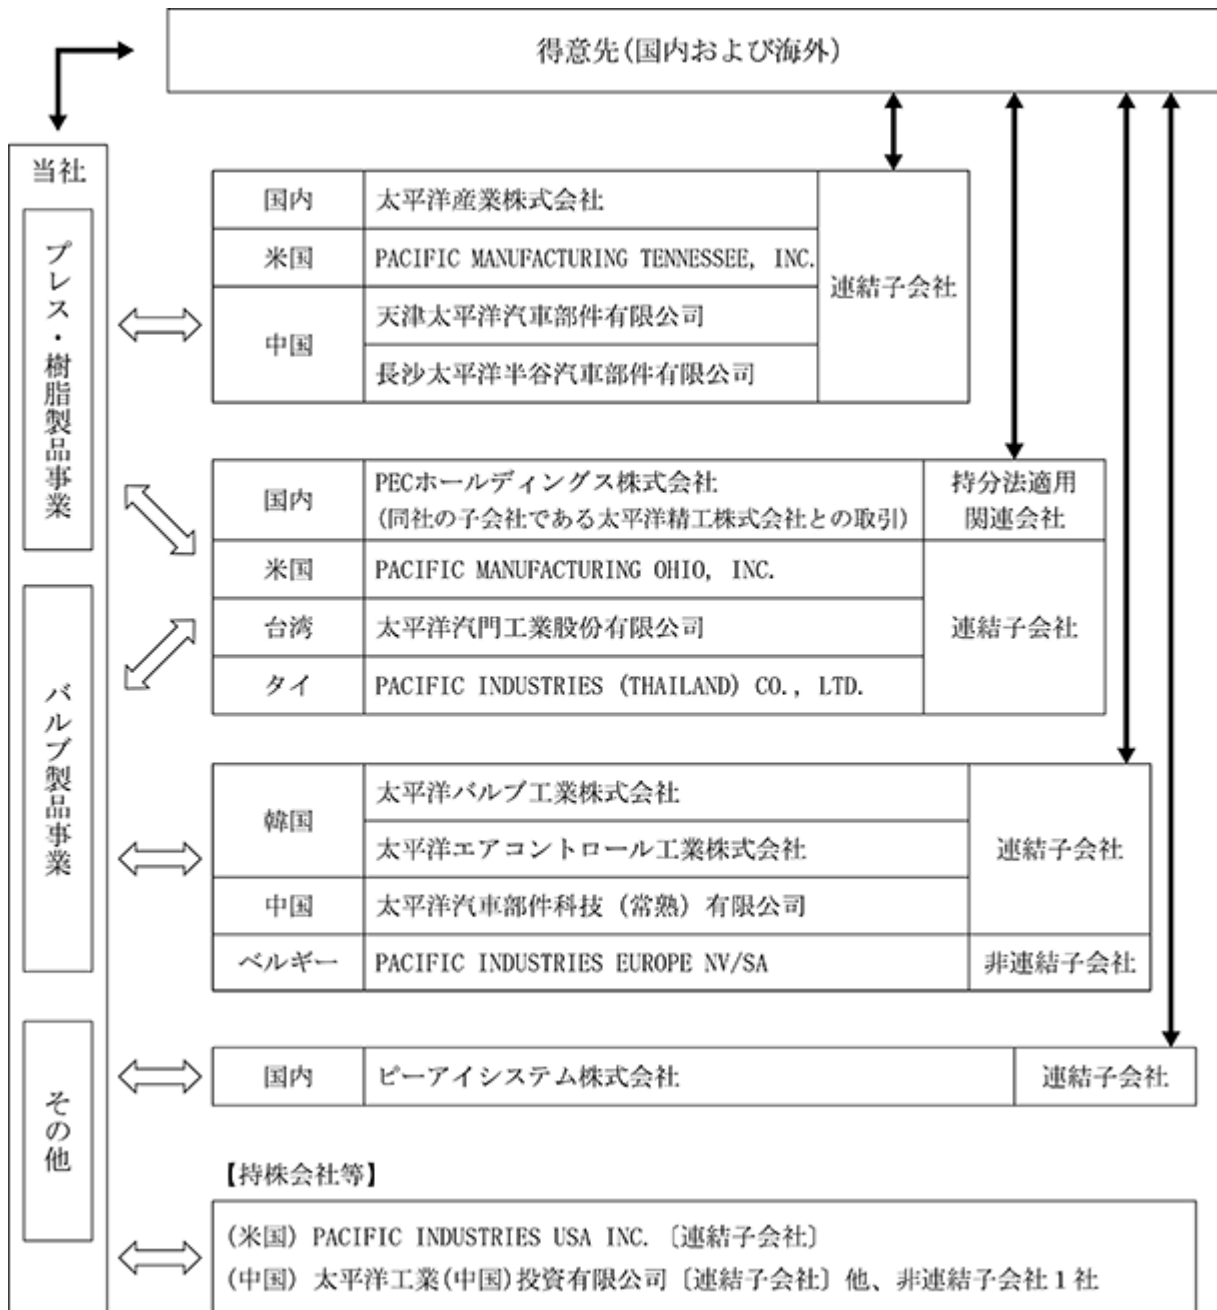 得意先(国内および海外)
当社
プレス・樹脂製品事業
国内 太平洋産業株式会社
米国 PACIFIC MANUFACTURING TENNESSEE, INC.
連結子会社
中国 天津太平洋汽車部件有限公司
長沙太平洋半谷汽車部件有限公司
国内 PECホールディングス株式会社
(同社の子会社である太平洋精工株式会社との取引)
持分法適用
関連会社
米国 PACIFIC MANUFACTURING OHIO, INC.
台湾 太平洋汽門工業股份有限公司
連結子会社
タイ PACIFIC INDUSTRIES (THAILAND) CO., LTD.
バルブ製品事業
韓国 太平洋バルブ工業株式会社
太平洋エアコントロール工業株式会社
連結子会社
中国 太平洋汽車部件科技（常熟）有限公司
ベルギー PACIFIC INDUSTRIES EUROPE NV/SA 非連結子会社
その他
国内 ピーアイシステム株式会社 連結子会社
【持株会社等】
(米国) PACIFIC INDUSTRIES USA INC.〔連結子会社〕
(中国) 太平洋工業(中国)投資有限公司〔連結子会社〕他、非連結子会社１社